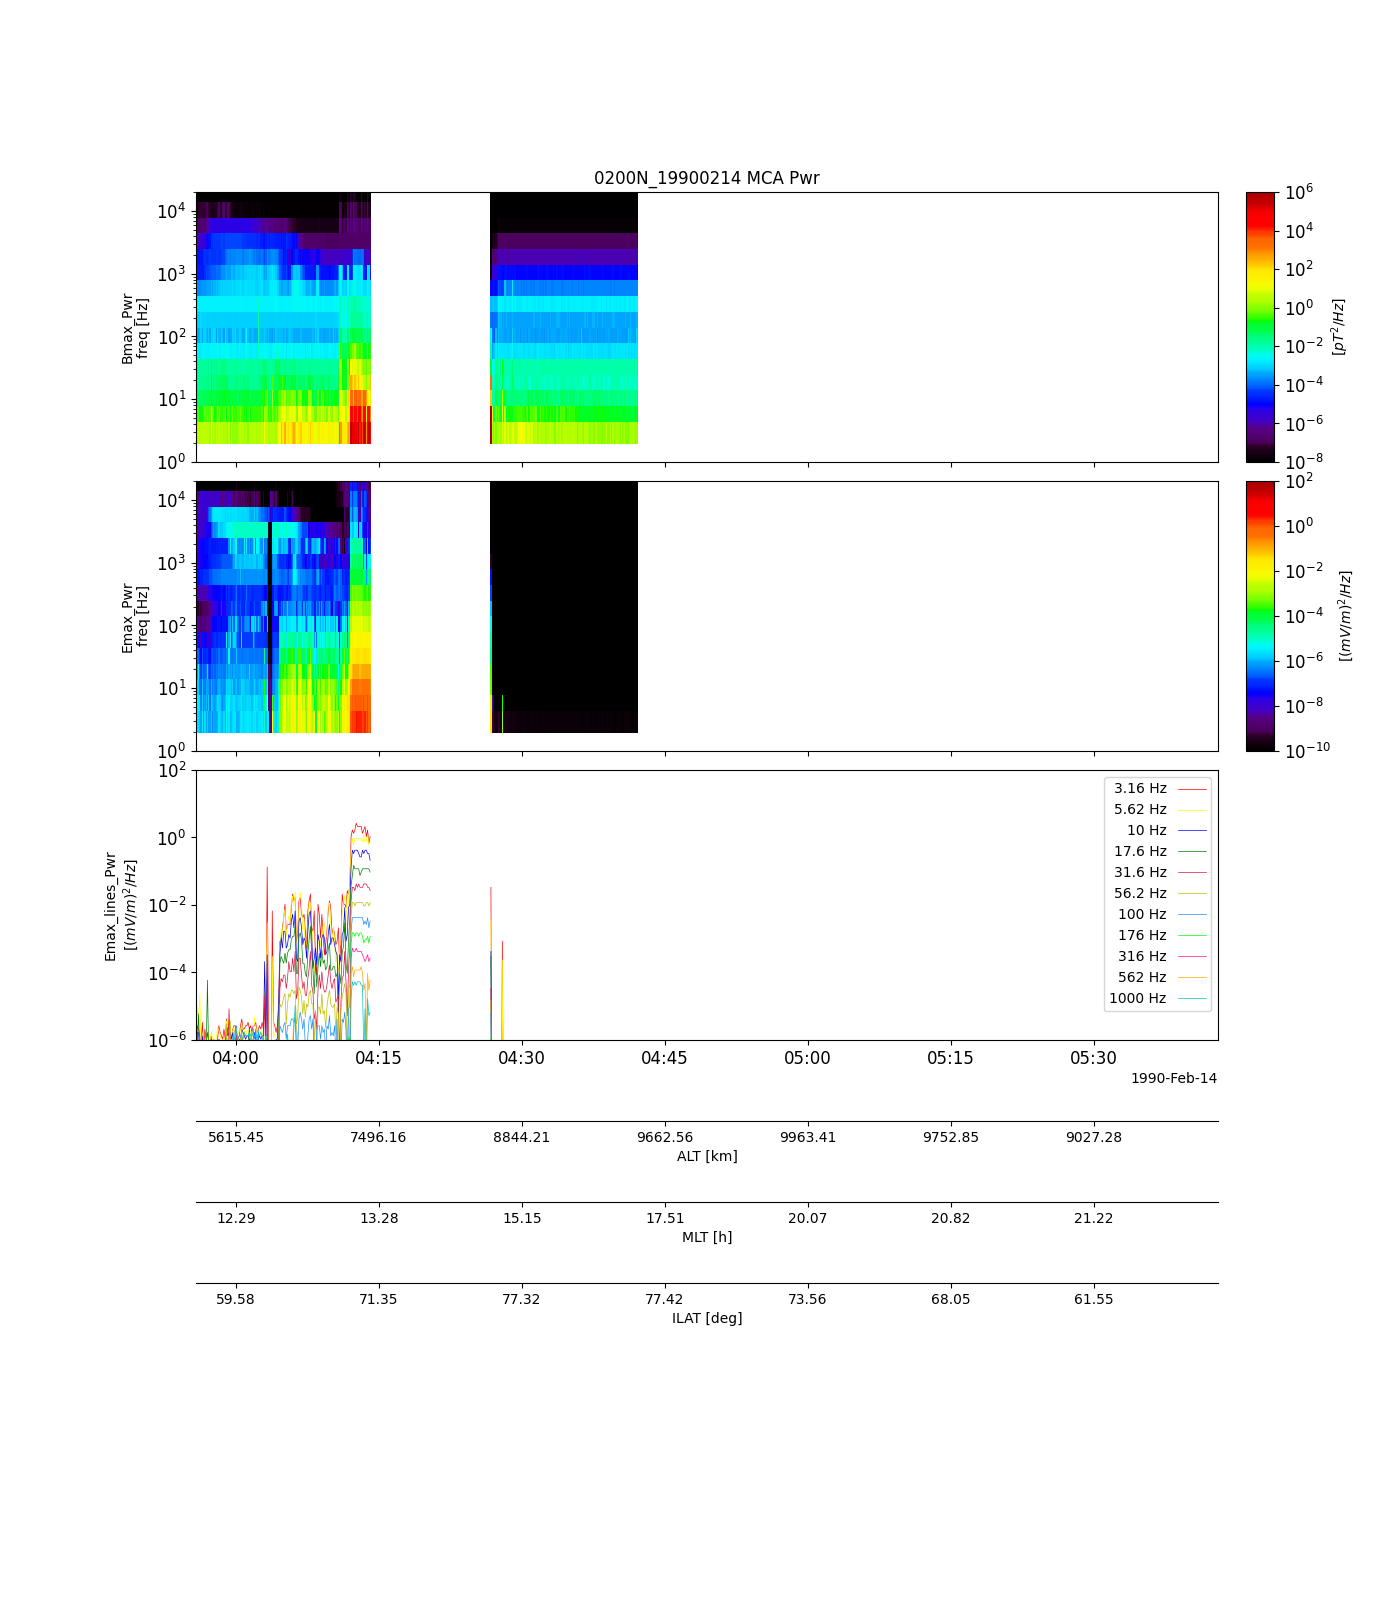 0200N_19900214 MCA Pwr
Bmax_Pwr
freq [Hz]
10^4
10^3
10^2
10^1
10^0
10^6
10^4
10^2
10^0
10^-2
10^-4
10^-6
10^-8
[pT^2/Hz]
Emax_Pwr
freq [Hz]
10^4
10^3
10^2
10^1
10^0
10^2
10^0
10^-2
10^-4
10^-6
10^-8
10^-10
[(mV/m)^2/Hz]
Emax_lines_Pwr
[(mV/m)^2/Hz]
10^2
10^0
10^-2
10^-4
10^-6
3.16 Hz
5.62 Hz
10 Hz
17.6 Hz
31.6 Hz
56.2 Hz
100 Hz
176 Hz
316 Hz
562 Hz
1000 Hz
04:00 04:15 04:30 04:45 05:00 05:15 05:30
1990-Feb-14
5615.45 7496.16 8844.21 9662.56 9963.41 9752.85 9027.28
ALT [km]
12.29 13.28 15.15 17.51 20.07 20.82 21.22
MLT [h]
59.58 71.35 77.32 77.42 73.56 68.05 61.55
ILAT [deg]